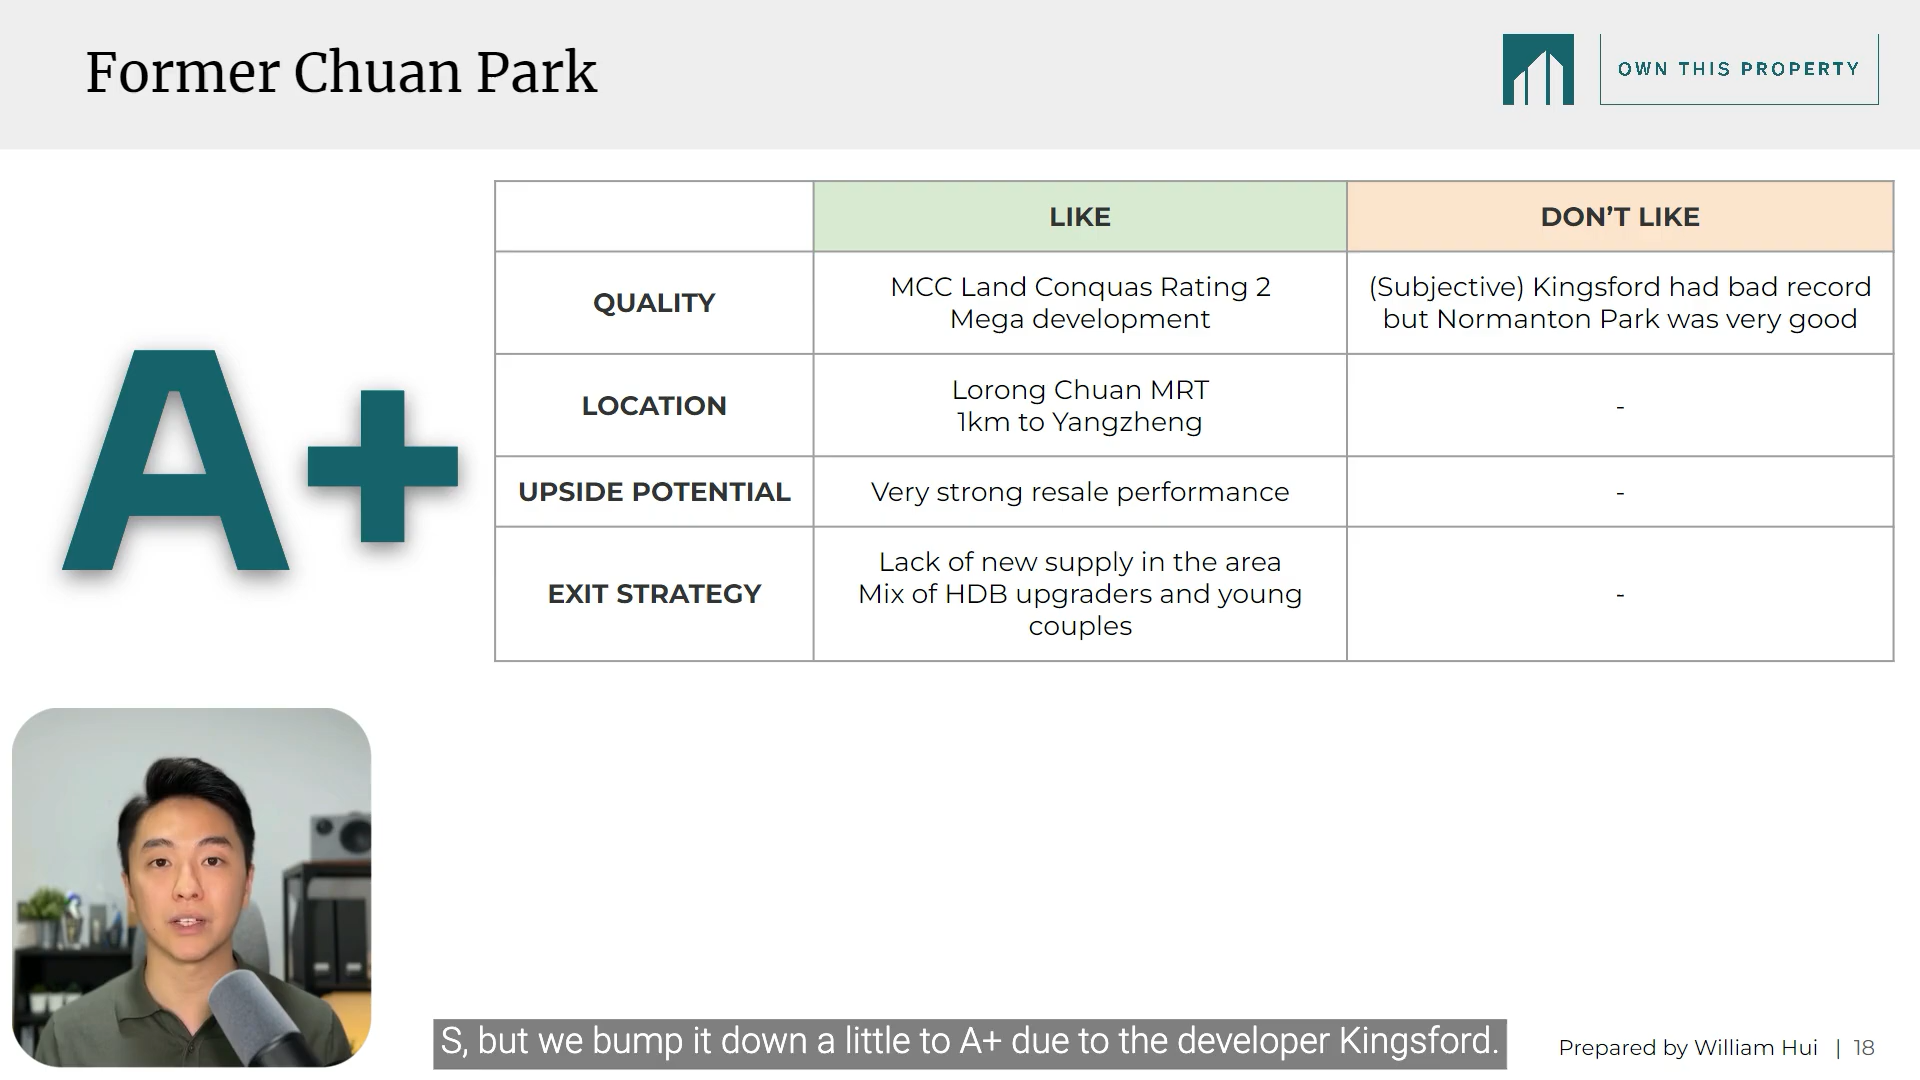 Former Chuan Park
OWN THIS PROPERTY
LIKE
DON’T LIKE
QUALITY
MCC Land Conquas Rating 2
Mega development
(Subjective) Kingsford had bad record
but Normanton Park was very good
LOCATION
Lorong Chuan MRT
1km to Yangzheng
-
UPSIDE POTENTIAL
Very strong resale performance
-
EXIT STRATEGY
Lack of new supply in the area
Mix of HDB upgraders and young
couples
-
A+
S, but we bump it down a little to A+ due to the developer Kingsford.
Prepared by William Hui | 18